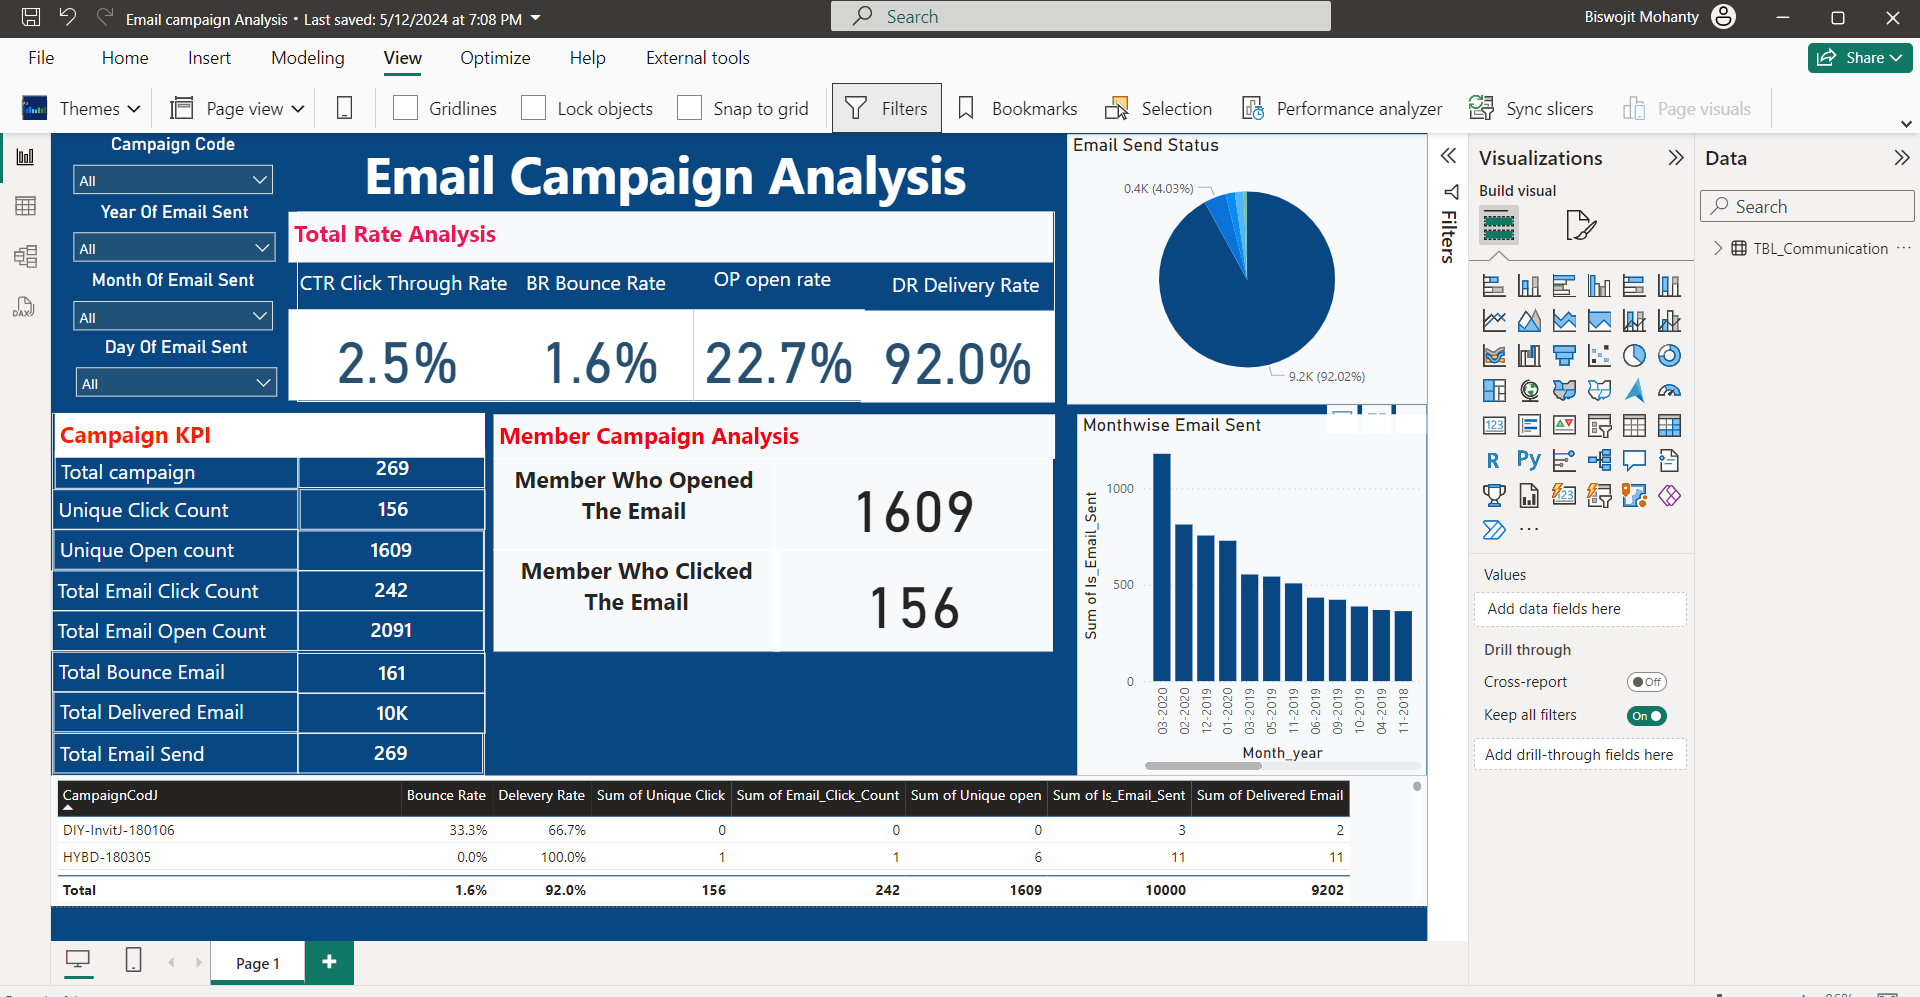 Email campaign Analysis • Last saved: 5/12/2024 at 7:08 PM
Search
Biswojit Mohanty
File
Home
Insert
Modeling
View
Optimize
Help
External tools
Share
Themes
Page view
Gridlines
Lock objects
Snap to grid
Filters
Bookmarks
Selection
Performance analyzer
Sync slicers
Page visuals
Campaign Code
All
Year Of Email Sent
All
Month Of Email Sent
All
Day Of Email Sent
All
Email Campaign Analysis
Total Rate Analysis
CTR Click Through Rate
BR Bounce Rate
OP open rate
DR Delivery Rate
2.5%
1.6%
22.7%
92.0%
Email Send Status
0.4K (4.03%)
9.2K (92.02%)
Campaign KPI
Total campaign 269
Unique Click Count 156
Unique Open count 1609
Total Email Click Count 242
Total Email Open Count 2091
Total Bounce Email 161
Total Delivered Email 10K
Total Email Send 269
Member Campaign Analysis
Member Who Opened
The Email
1609
Member Who Clicked
The Email
156
Monthwise Email Sent
Sum of Is_Email_Sent
1000
500
0
03-2020
02-2020
12-2019
01-2020
03-2019
05-2019
11-2019
06-2019
09-2019
10-2019
04-2019
11-2018
Month_year
CampaignCodJ Bounce Rate Delevery Rate Sum of Unique Click Sum of Email_Click_Count Sum of Unique open Sum of Is_Email_Sent Sum of Delivered Email
DIY-InvitJ-180106 33.3% 66.7% 0 0 0 3 2
HYBD-180305 0.0% 100.0% 1 1 6 11 11
Total 1.6% 92.0% 156 242 1609 10000 9202
Page 1
Filters
Visualizations
Build visual
123
R
Py
123
Values
Add data fields here
Drill through
Cross-report
Off
Keep all filters
On
Add drill-through fields here
Data
Search
TBL_Communication
DAX